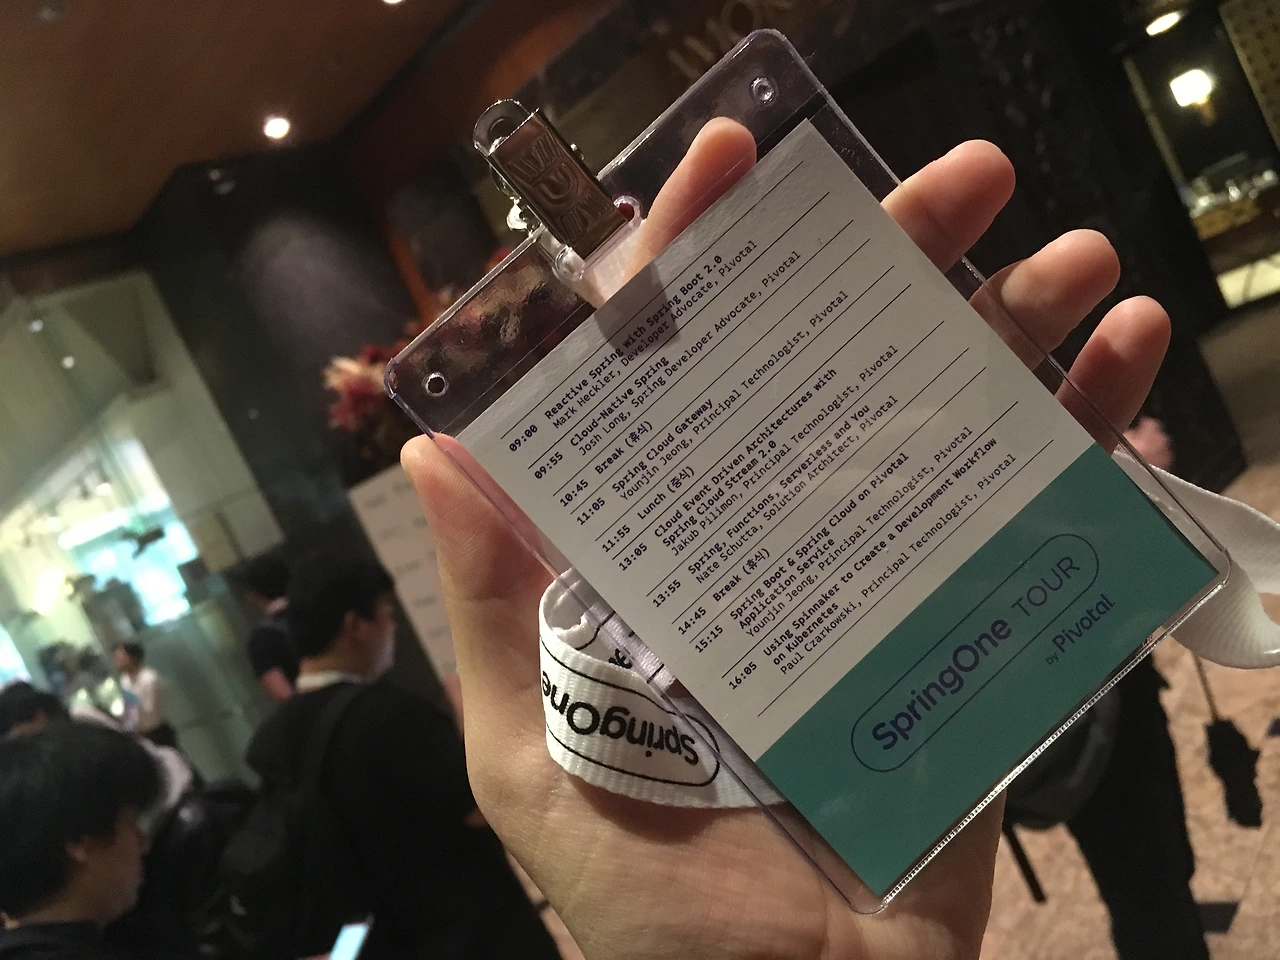 09:00 Reactive Spring with Spring Boot 2.0
Mark Heckler, Developer Advocate, Pivotal
09:55 Cloud-Native Spring
Josh Long, Spring Developer Advocate, Pivotal
10:45 Break (휴식)
11:05 Spring Cloud Gateway
Younjin Jeong, Principal Technologist, Pivotal
11:55 Lunch (중식)
13:05 Cloud Event Driven Architectures with
Spring Cloud Stream 2.0
Jakub Pilimon, Principal Technologist, Pivotal
13:55 Spring, Functions, Serverless and You
Nate Schutta, Solution Architect, Pivotal
14:45 Break (휴식)
15:15 Spring Boot & Spring Cloud on Pivotal
Application Service
Younjin Jeong, Principal Technologist, Pivotal
16:05 Using Spinnaker to Create a Development Workflow
on Kubernetes
Paul Czarkowski, Principal Technologist, Pivotal
SpringOne TOUR
by Pivotal
SpringOne